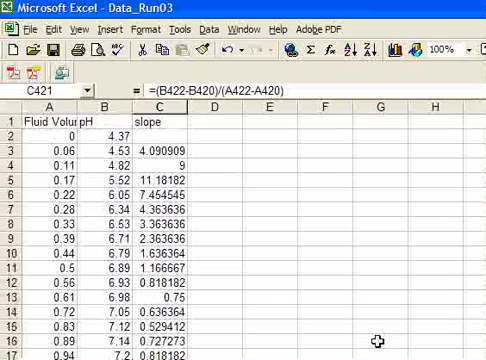 Microsoft Excel - Data_Run03
File Edit View Insert Format Tools Data Window Help Adobe PDF
100%
C421 = =(B422-B420)/(A422-A420)
A B C D E F G H
1 Fluid Volun pH slope
2 0 4.37
3 0.06 4.53 4.090909
4 0.11 4.82 9
5 0.17 5.52 11.18182
6 0.22 6.05 7.454545
7 0.28 6.34 4.363636
8 0.33 6.53 3.363636
9 0.39 6.71 2.363636
10 0.44 6.79 1.636364
11 0.5 6.89 1.166667
12 0.56 6.93 0.818182
13 0.61 6.98 0.75
14 0.72 7.05 0.636364
15 0.83 7.12 0.529412
16 0.89 7.14 0.727273
17 0.94 7.2 0.818182